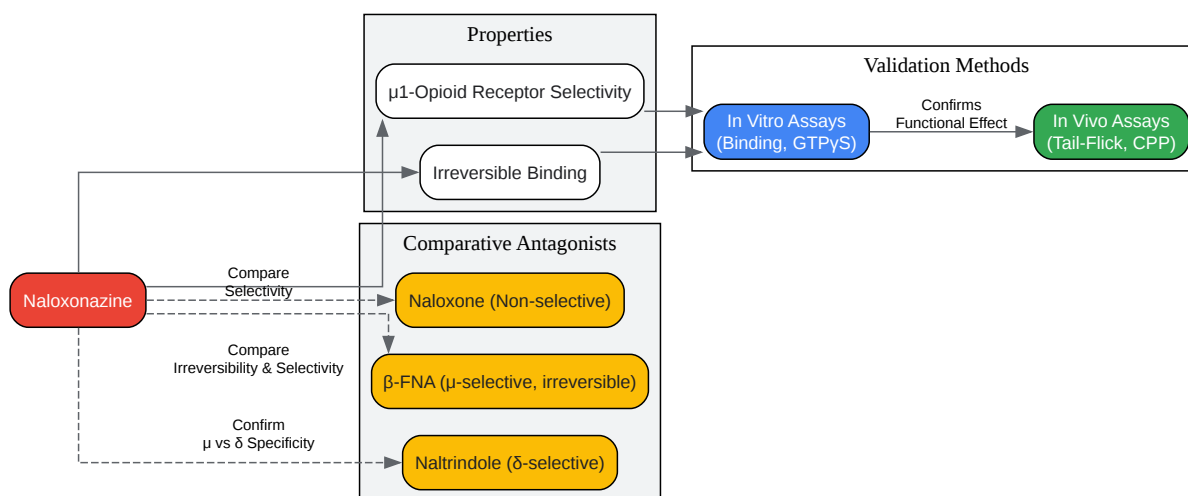 Properties
μ1-Opioid Receptor Selectivity
Irreversible Binding
Validation Methods
In Vitro Assays
(Binding, GTPγS)
Confirms
Functional Effect
In Vivo Assays
(Tail-Flick, CPP)
Naloxonazine
Compare
Selectivity
Compare
Irreversibility & Selectivity
Confirm
μ vs δ Specificity
Comparative Antagonists
Naloxone (Non-selective)
β-FNA (μ-selective, irreversible)
Naltrindole (δ-selective)